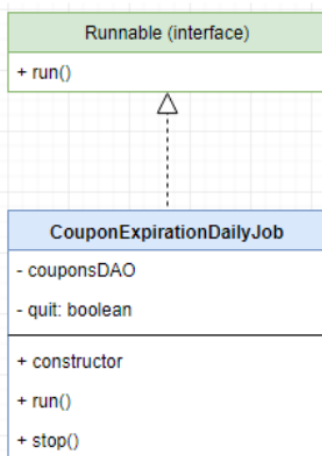 Runnable (interface)
+ run()
CouponExpirationDailyJob
- couponsDAO
- quit: boolean
+ constructor
+ run()
+ stop()